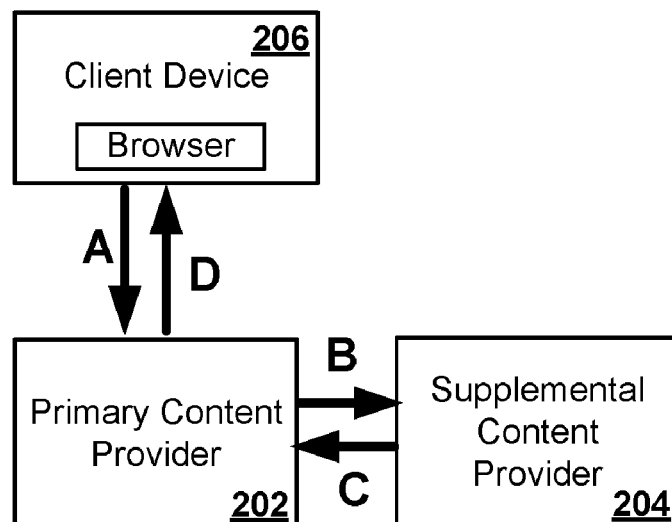 206
Client Device
Browser
A
D
B
Primary Content
Provider
202
C
Supplemental
Content
Provider
204